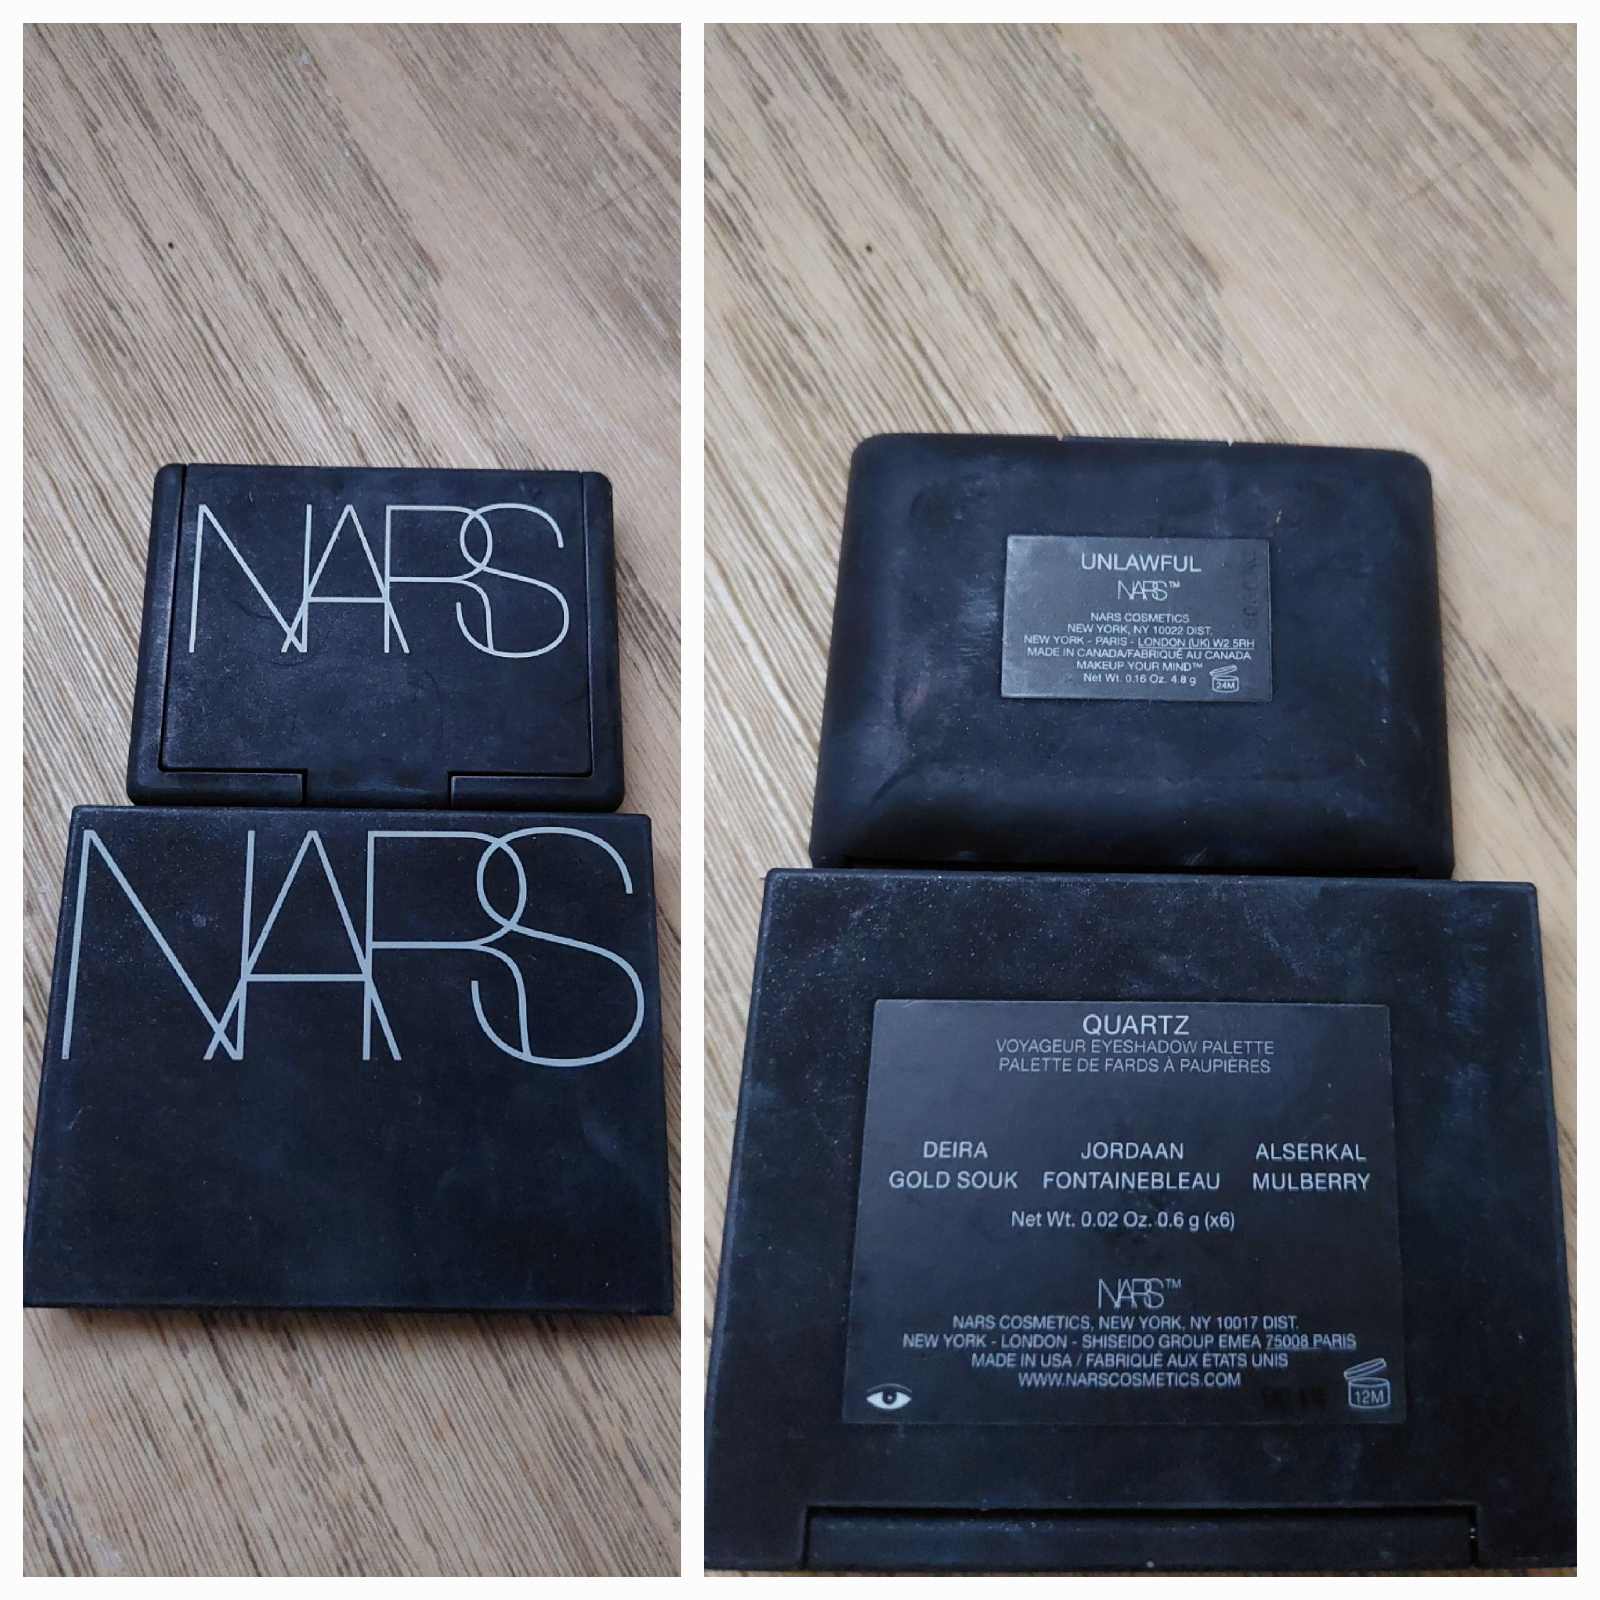 NARS
NARS
UNLAWFUL
NARS™
NARS COSMETICS
NEW YORK, NY 10022 DIST.
NEW YORK - PARIS - LONDON (UK) W2 5RH
MADE IN CANADA/FABRIQUÉ AU CANADA
MAKEUP YOUR MIND™
Net Wt. 0.16 Oz. 4.8 g
24M
QUARTZ
VOYAGEUR EYESHADOW PALETTE
PALETTE DE FARDS À PAUPIÈRES
DEIRA JORDAAN ALSERKAL
GOLD SOUK FONTAINEBLEAU MULBERRY
Net Wt. 0.02 Oz. 0.6 g (x6)
NARS™
NARS COSMETICS, NEW YORK, NY 10017 DIST.
NEW YORK - LONDON - SHISEIDO GROUP EMEA 75008 PARIS
MADE IN USA / FABRIQUÉ AUX ÉTATS UNIS
WWW.NARSCOSMETICS.COM
12M